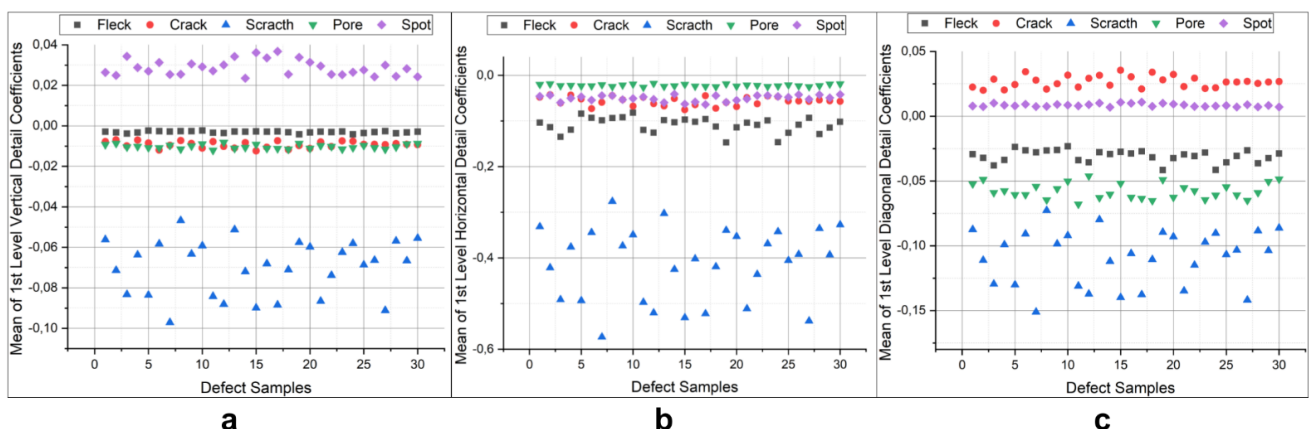 Fleck Crack Scracth Pore Spot
0,04
0,02
0,00
-0,02
-0,04
-0,06
-0,08
-0,10
Mean of 1st Level Vertical Detail Coefficients
0 5 10 15 20 25 30
Defect Samples
a
Fleck Crack Scracth Pore Spot
0,0
-0,2
-0,4
-0,6
Mean of 1st Level Horizontal Detail Coefficients
0 5 10 15 20 25 30
Defect Samples
b
Fleck Crack Scracth Pore Spot
0,05
0,00
-0,05
-0,10
-0,15
Mean of 1st Level Diagonal Detail Coefficients
0 5 10 15 20 25 30
Defect Samples
c